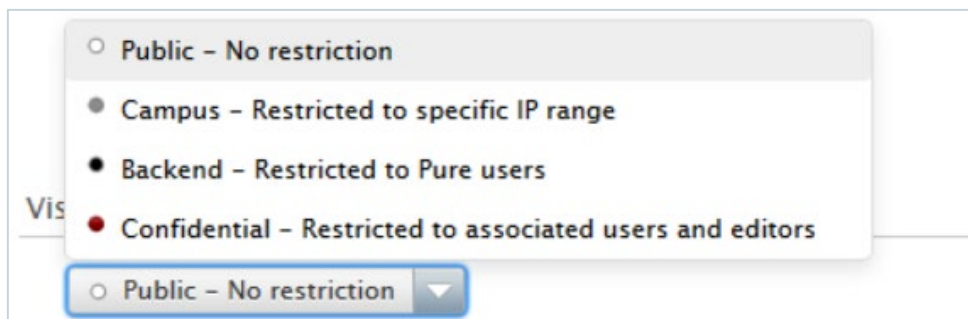 Public – No restriction
Campus – Restricted to specific IP range
Backend – Restricted to Pure users
Vis
Confidential – Restricted to associated users and editors
Public – No restriction